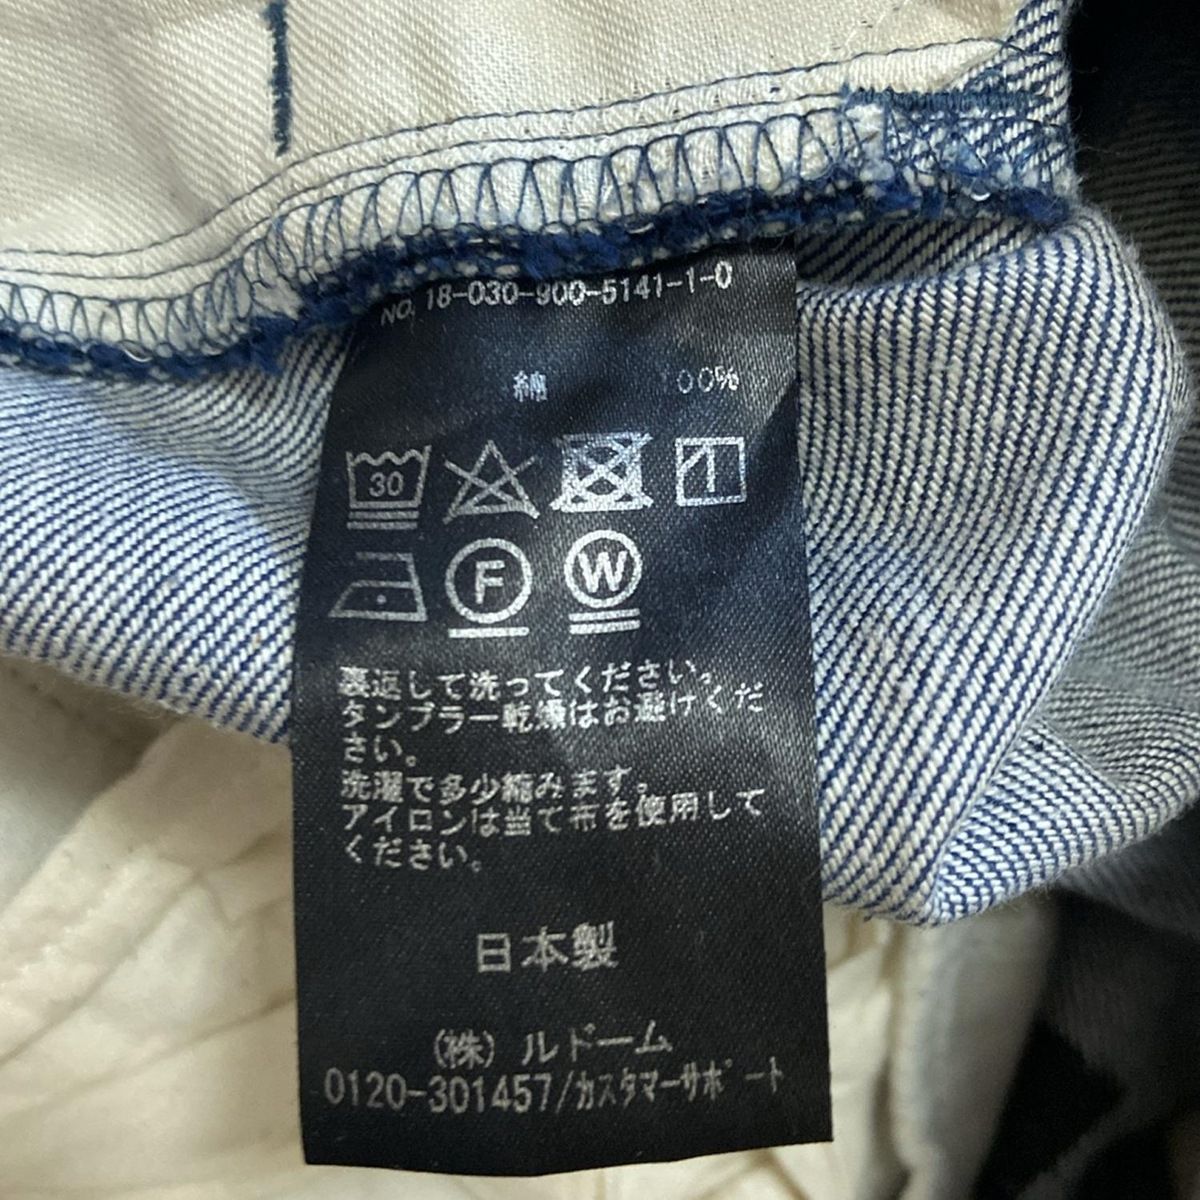 NO. 18-030-900-5141-1-0
綿 100%
30
F W
裏返して洗ってください。
タンブラー乾燥はお避けくだ
さい。
洗濯で多少縮みます。
アイロンは当て布を使用して
ください。
日本製
(株) ルドーム
0120-301457/カスタマーサポート